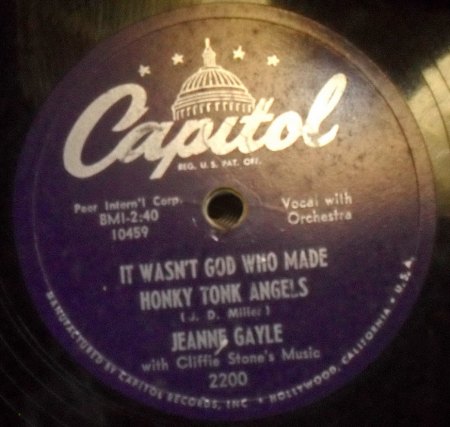 Capitol
REG. U.S. PAT. OFF.
Peer Intern'l Corp.
BMI-2:40
10459
Vocal with
Orchestra
IT WASN'T GOD WHO MADE
HONKY TONK ANGELS
(J. D. Miller)
JEANNE GAYLE
with Cliffie Stone's Music
2200
MANUFACTURED BY CAPITOL RECORDS, INC • HOLLYWOOD, CALIFORNIA • U.S.A.